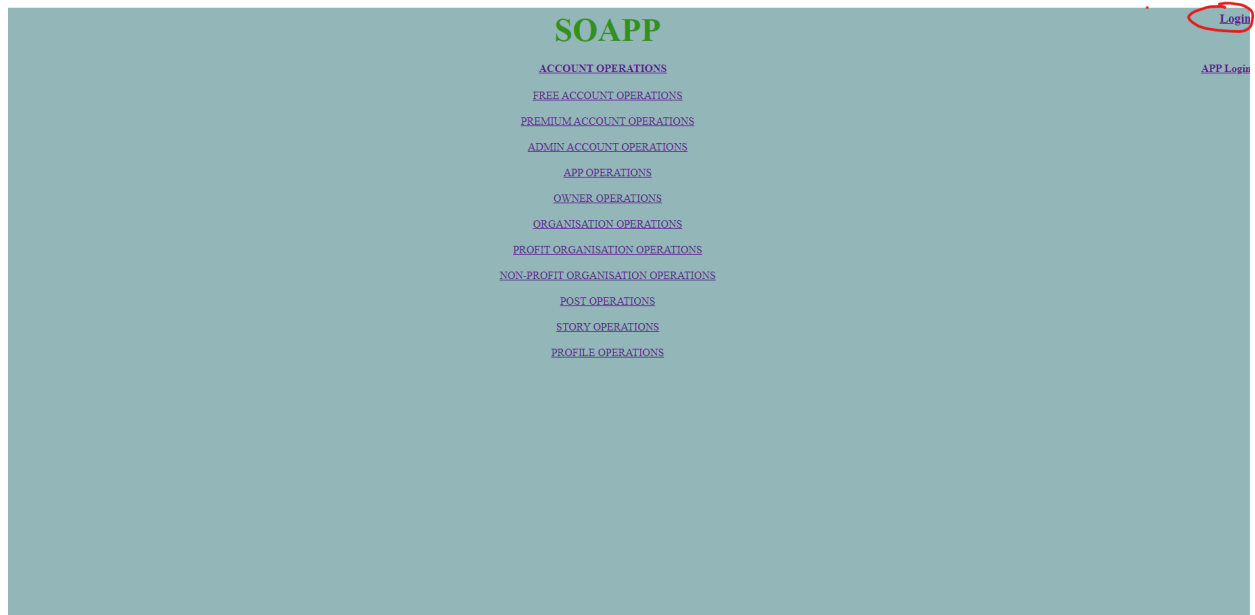 SOAPP
Login
ACCOUNT OPERATIONS
APP Login
FREE ACCOUNT OPERATIONS
PREMIUM ACCOUNT OPERATIONS
ADMIN ACCOUNT OPERATIONS
APP OPERATIONS
OWNER OPERATIONS
ORGANISATION OPERATIONS
PROFIT ORGANISATION OPERATIONS
NON-PROFIT ORGANISATION OPERATIONS
POST OPERATIONS
STORY OPERATIONS
PROFILE OPERATIONS